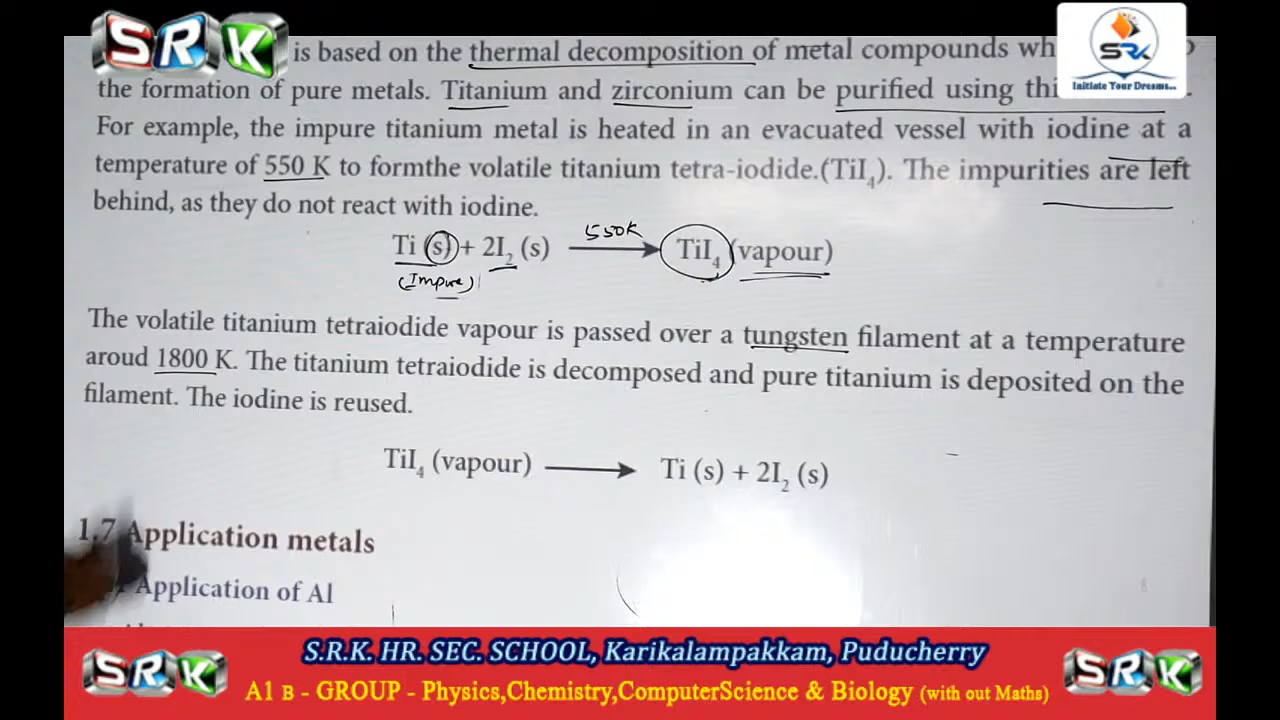 SRK
SRK
Initiate Your Dreams...
is based on the thermal decomposition of metal compounds
the formation of pure metals. Titanium and zirconium can be purified using
For example, the impure titanium metal is heated in an evacuated vessel with iodine at a
temperature of 550 K to formthe volatile titanium tetra-iodide.(TiI₄). The impurities are left
behind, as they do not react with iodine.
550K
Ti (s) + 2I₂ (s) ⟶ TiI₄ (vapour)
(Impure)
The volatile titanium tetraiodide vapour is passed over a tungsten filament at a temperature
aroud 1800 K. The titanium tetraiodide is decomposed and pure titanium is deposited on the
filament. The iodine is reused.
TiI₄ (vapour) ⟶ Ti (s) + 2I₂ (s)
1.7 Application metals
Application of Al
SRK
S.R.K. HR. SEC. SCHOOL, Karikalampakkam, Puducherry
A1 B - GROUP - Physics,Chemistry,ComputerScience & Biology (with out Maths)
SRK